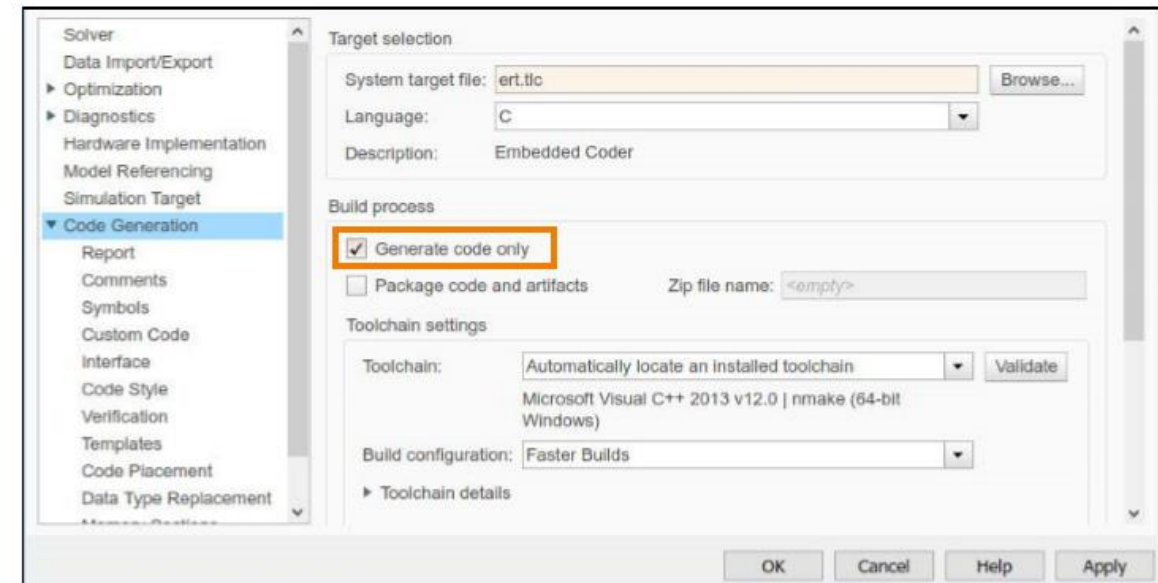 Solver
Data Import/Export
Optimization
Diagnostics
Hardware Implementation
Model Referencing
Simulation Target
Code Generation
Report
Comments
Symbols
Custom Code
Interface
Code Style
Verification
Templates
Code Placement
Data Type Replacement
Target selection
System target file: ert.tlc Browse...
Language: C
Description: Embedded Coder
Build process
Generate code only
Package code and artifacts Zip file name: <empty>
Toolchain settings
Toolchain: Automatically locate an installed toolchain Validate
Microsoft Visual C++ 2013 v12.0 | nmake (64-bit
Windows)
Build configuration: Faster Builds
Toolchain details
OK Cancel Help Apply